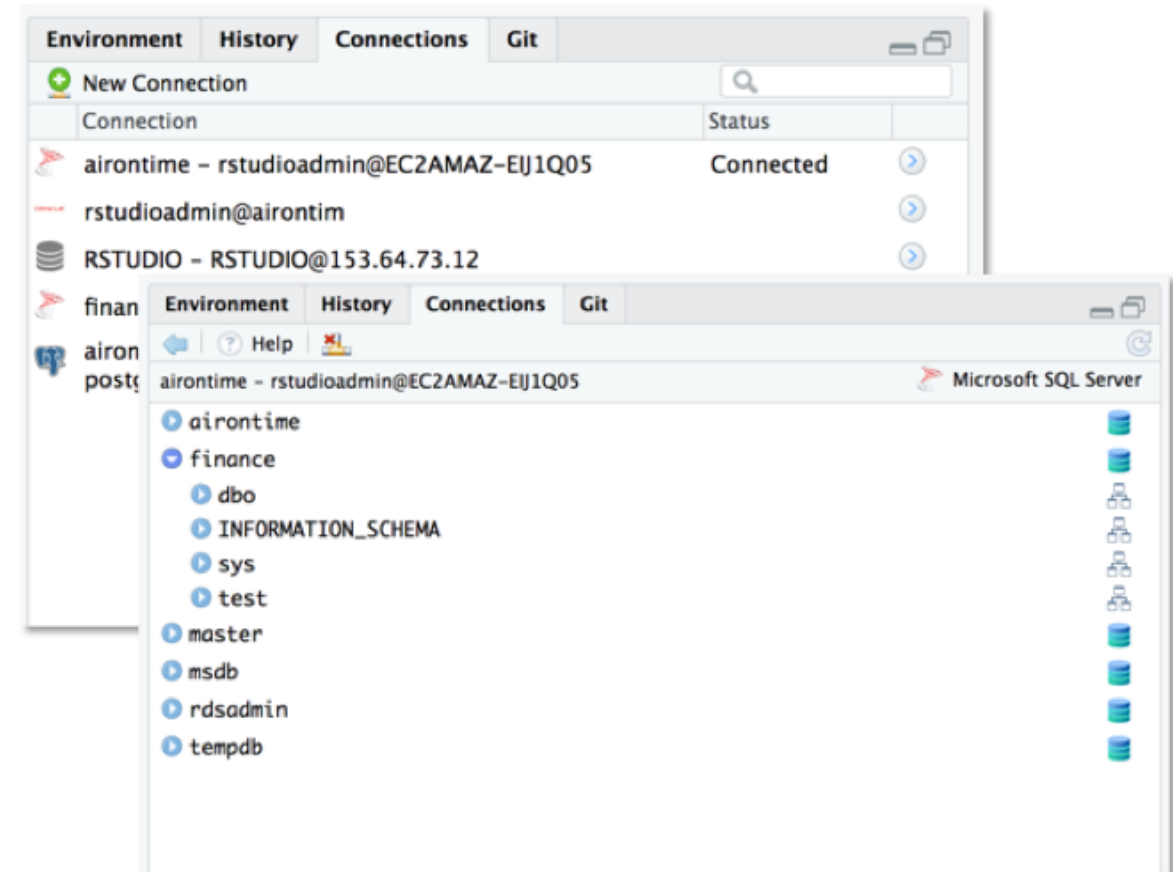 Environment History Connections Git
New Connection
Connection Status
airontime – rstudioadmin@EC2AMAZ-EIJ1Q05 Connected
ORACLE
rstudioadmin@airontim
RSTUDIO – RSTUDIO@153.64.73.12
finan
airon
postg
Environment History Connections Git
? Help
airontime – rstudioadmin@EC2AMAZ-EIJ1Q05 Microsoft SQL Server
airontime
finance
dbo
INFORMATION_SCHEMA
sys
test
master
msdb
rdsadmin
tempdb